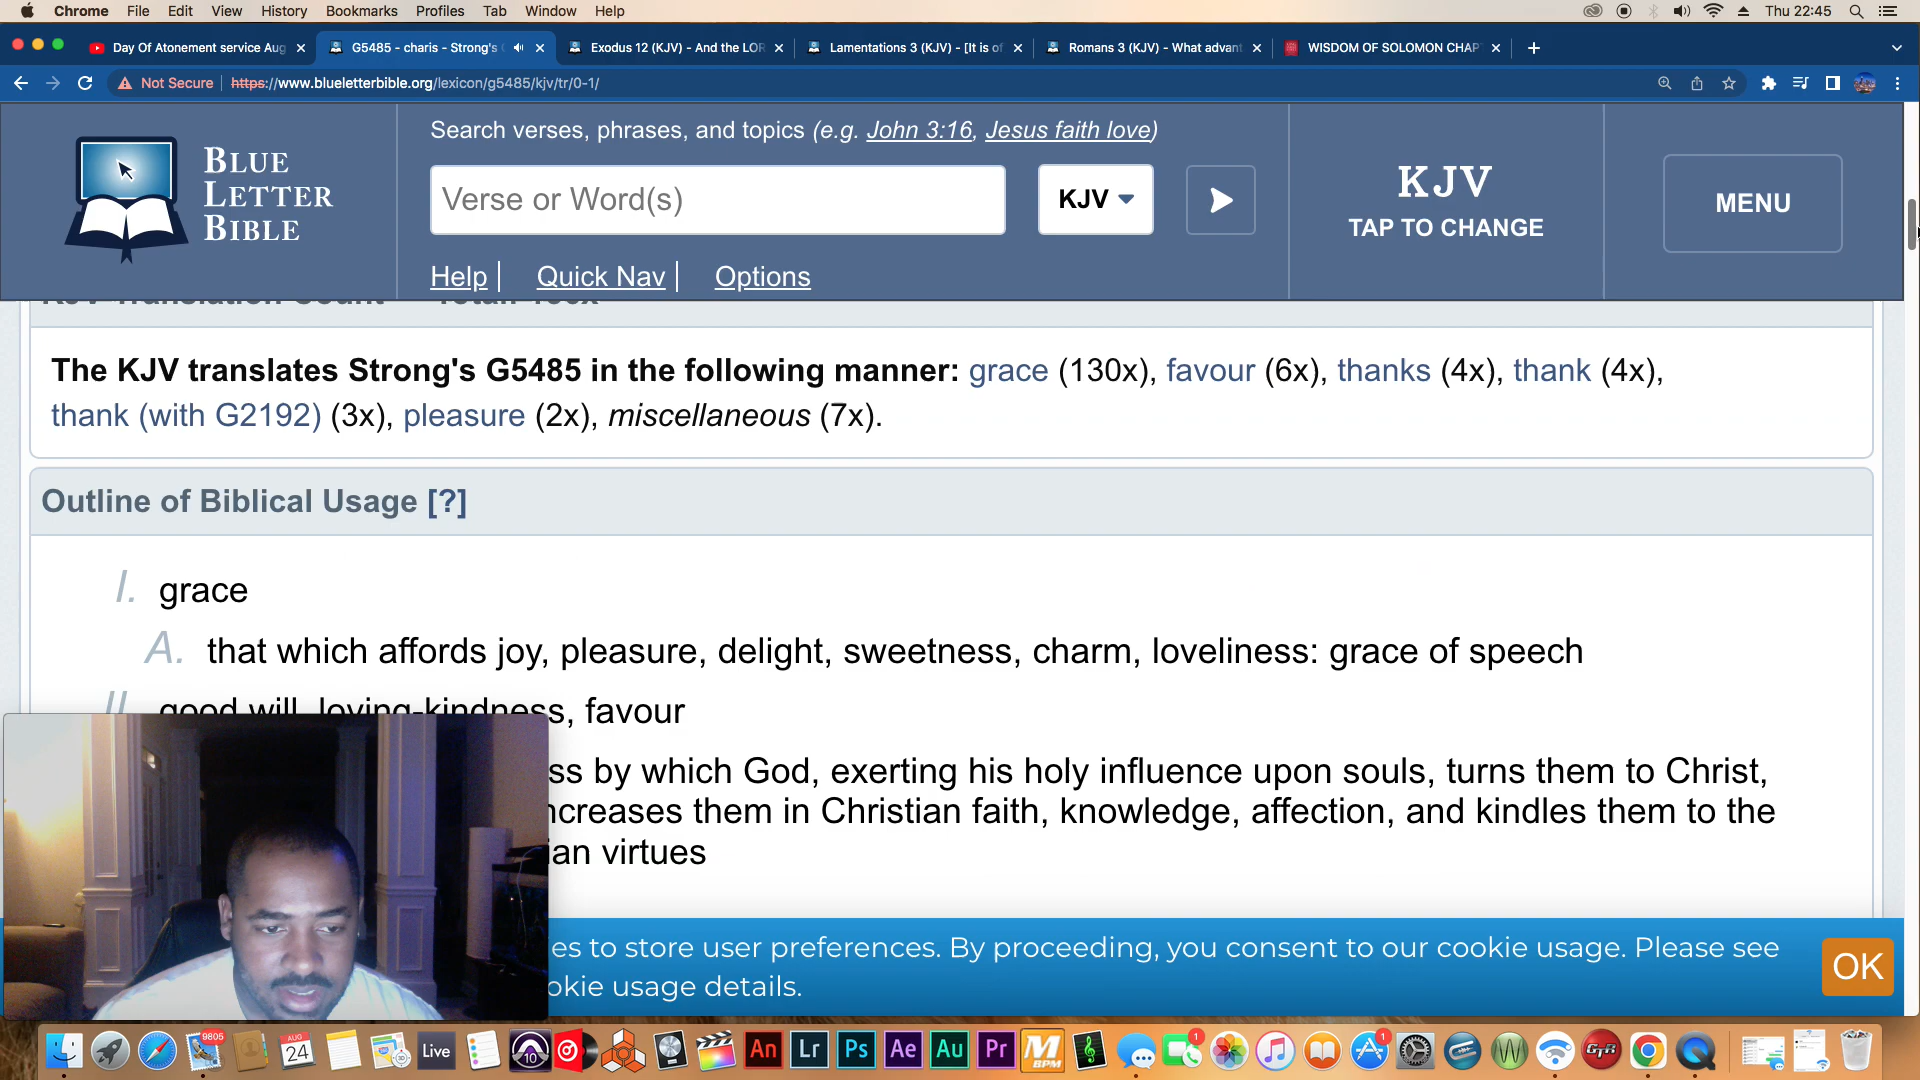 Chrome File Edit View History Bookmarks Profiles Tab Window Help Thu 22:45
Day Of Atonement service Aug G5485 - charis - Strong's Exodus 12 (KJV) - And the LOR Lamentations 3 (KJV) - [It is of Romans 3 (KJV) - What advant WISDOM OF SOLOMON CHAP
Not Secure https://www.blueletterbible.org/lexicon/g5485/kjv/tr/0-1/
Search verses, phrases, and topics (e.g. John 3:16, Jesus faith love)
BLUE
LETTER
BIBLE
Verse or Word(s)
KJV
KJV
TAP TO CHANGE
MENU
Help Quick Nav Options
The KJV translates Strong's G5485 in the following manner: grace (130x), favour (6x), thanks (4x), thank (4x),
thank (with G2192) (3x), pleasure (2x), miscellaneous (7x).
Outline of Biblical Usage [?]
I. grace
A. that which affords joy, pleasure, delight, sweetness, charm, loveliness: grace of speech
II. good will, loving-kindness, favour
ss by which God, exerting his holy influence upon souls, turns them to Christ,
ncreases them in Christian faith, knowledge, affection, and kindles them to the
ian virtues
es to store user preferences. By proceeding, you consent to our cookie usage. Please see
okie usage details.
OK
9805 AUG 24 Live 10 An Lr Ps Ae Au Pr M BPM 1 1 GTR